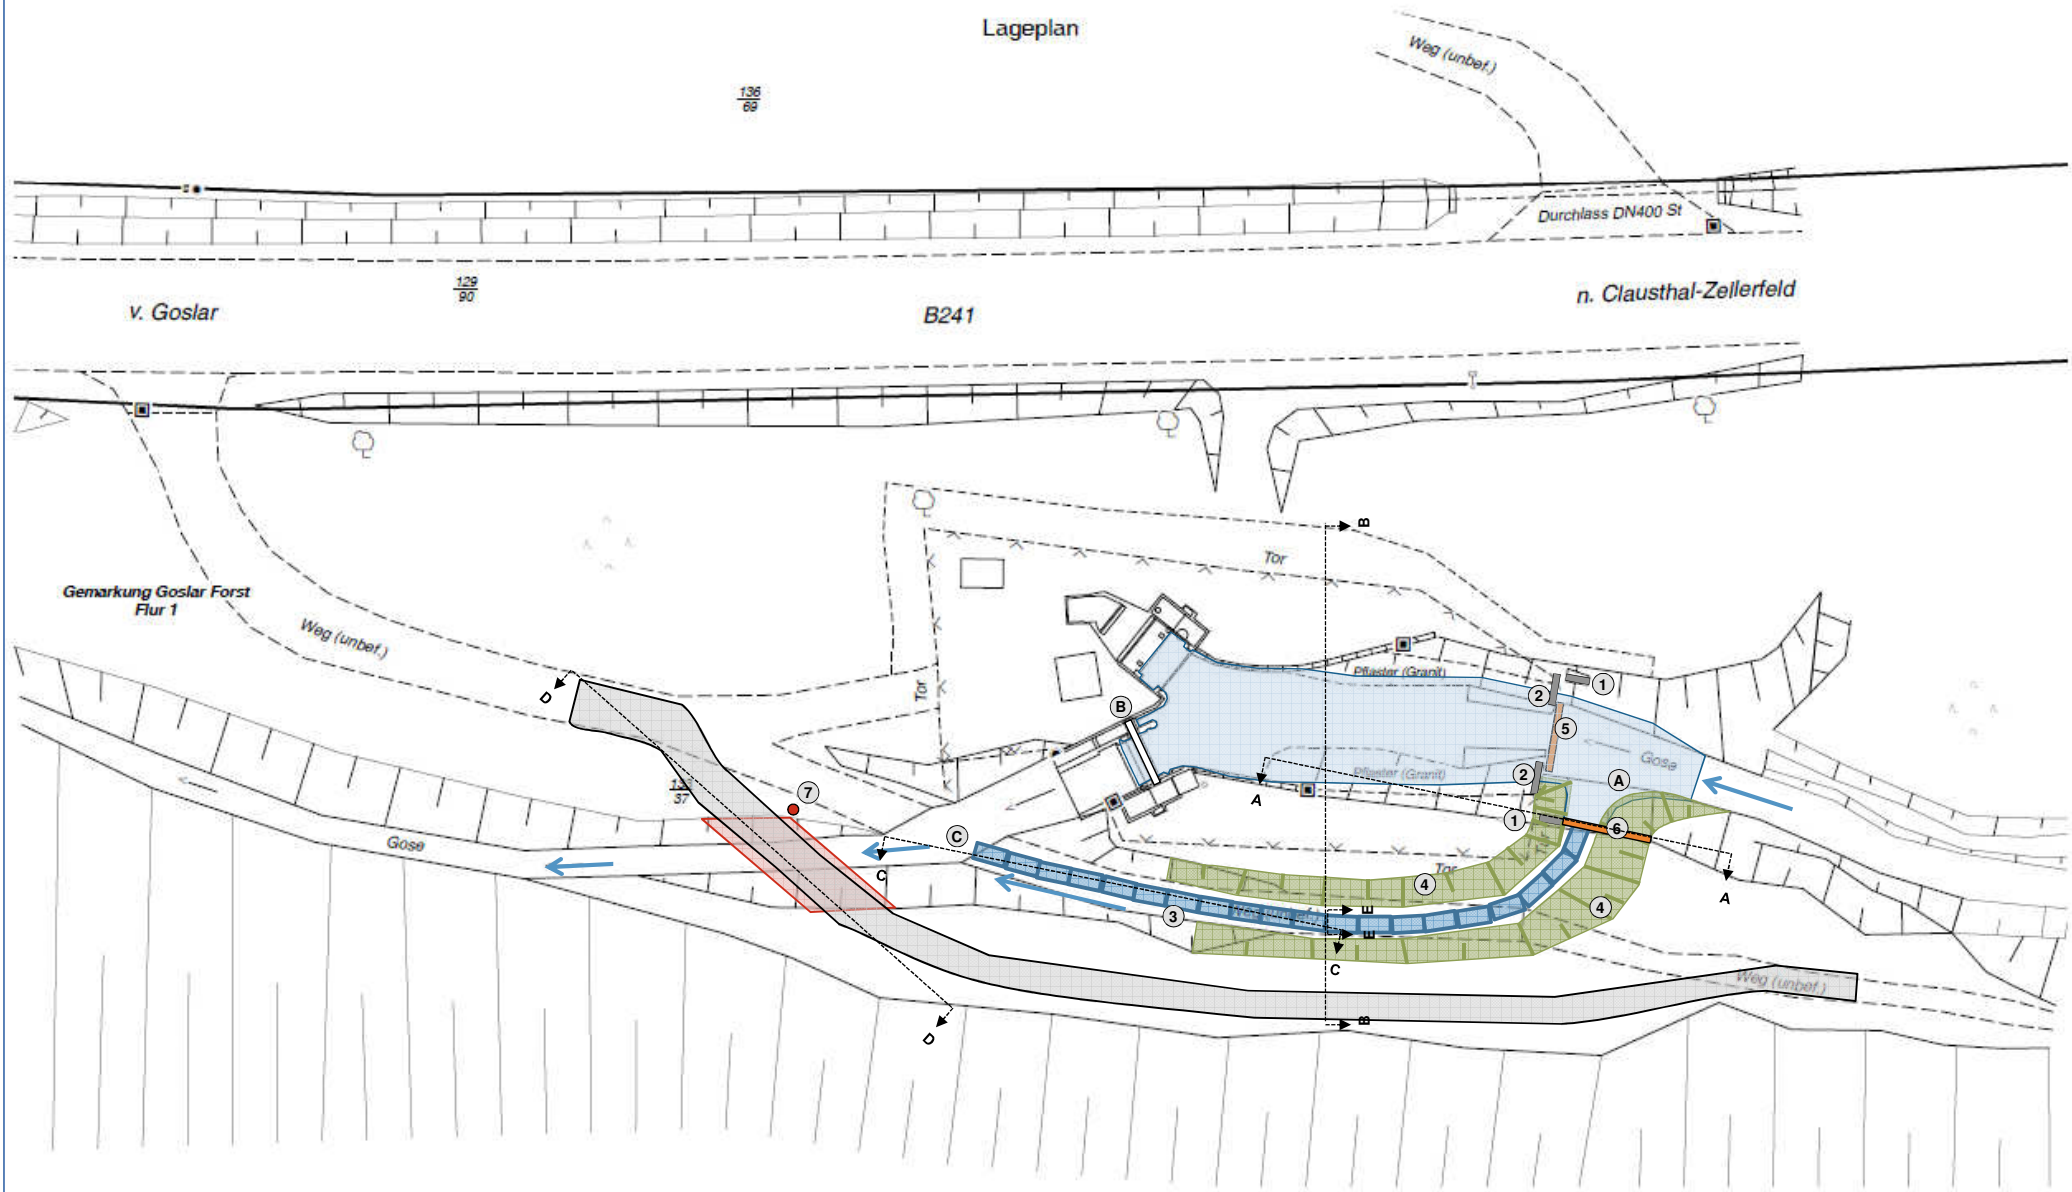 Lageplan
Weg (unbef.)
136
69
Durchlass DN400 St
129
90
v. Goslar
B241
n. Clausthal-Zellerfeld
B
Tor
Gemarkung Goslar Forst
Flur 1
Weg (unbef.)
Pflaster (Granit)
1
2
D
Tor
B
5
Gose
Pflaster (Granit)
2
A
A
37
7
1
6
C
Gose
C
Tor
4
A
3
E
4
E
C
Weg (unbef.)
B
D